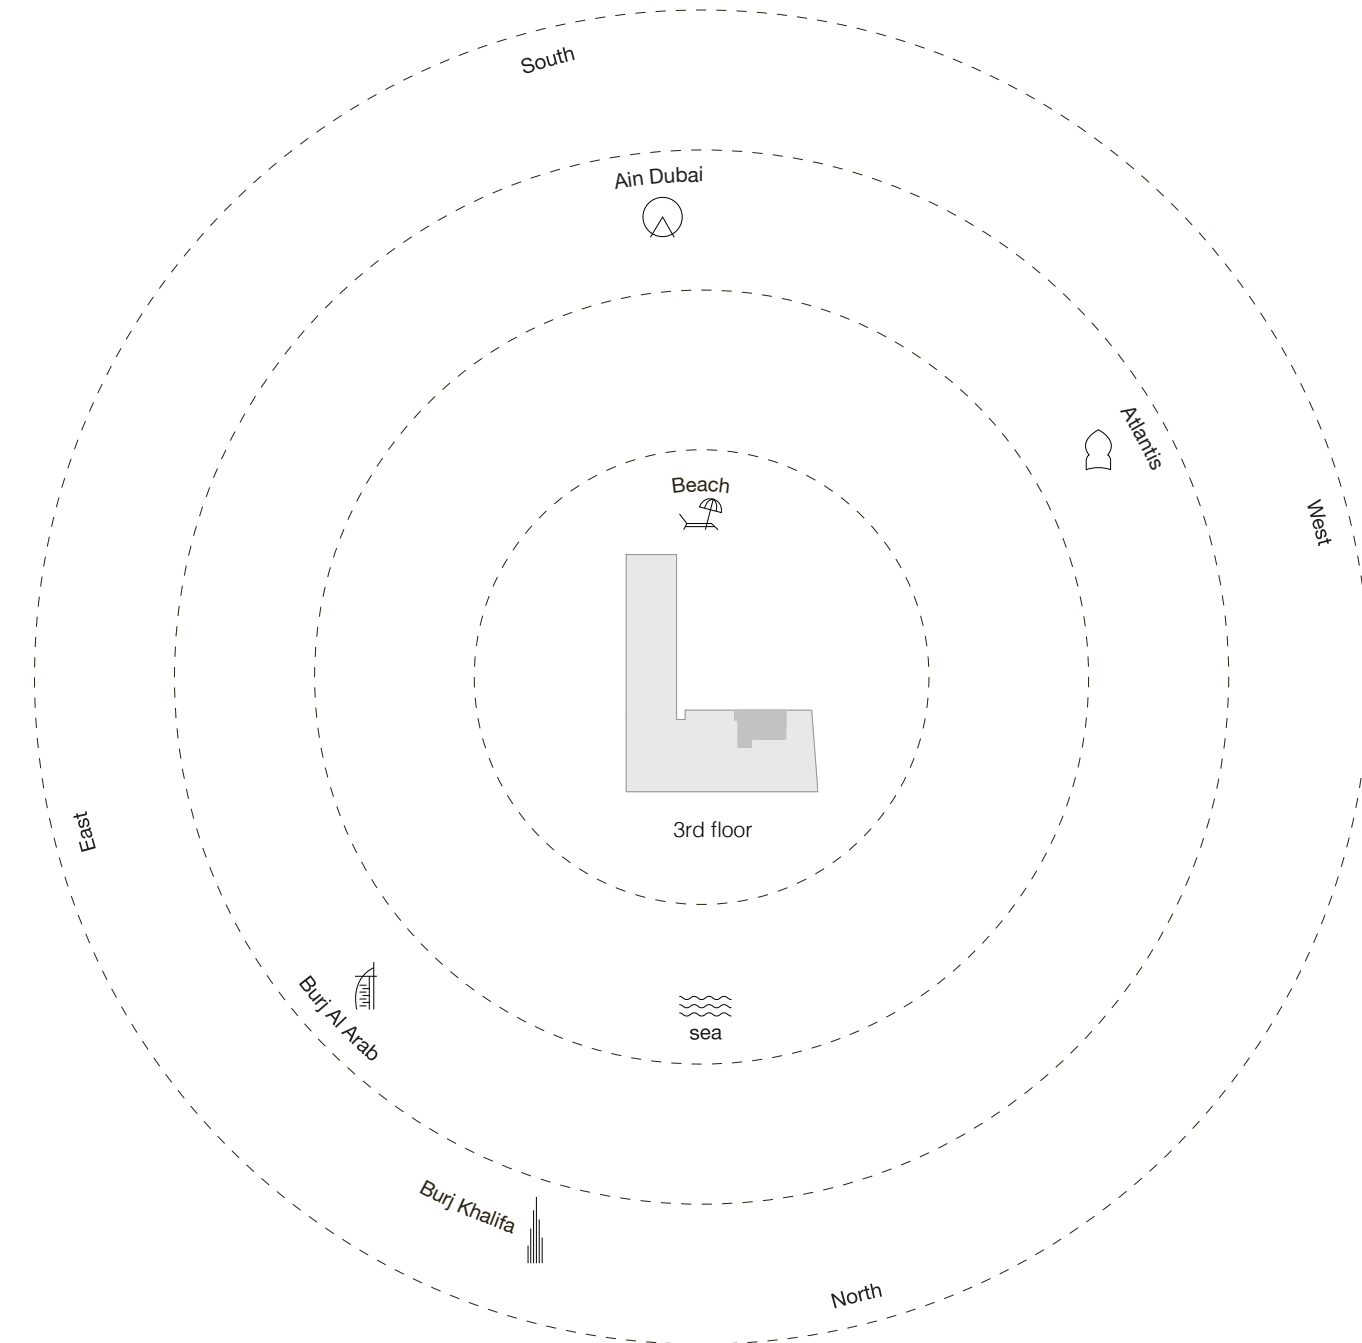 South
Ain Dubai
Atlantis
Beach
West
3rd floor
East
Burj Al Arab
sea
Burj Khalifa
North